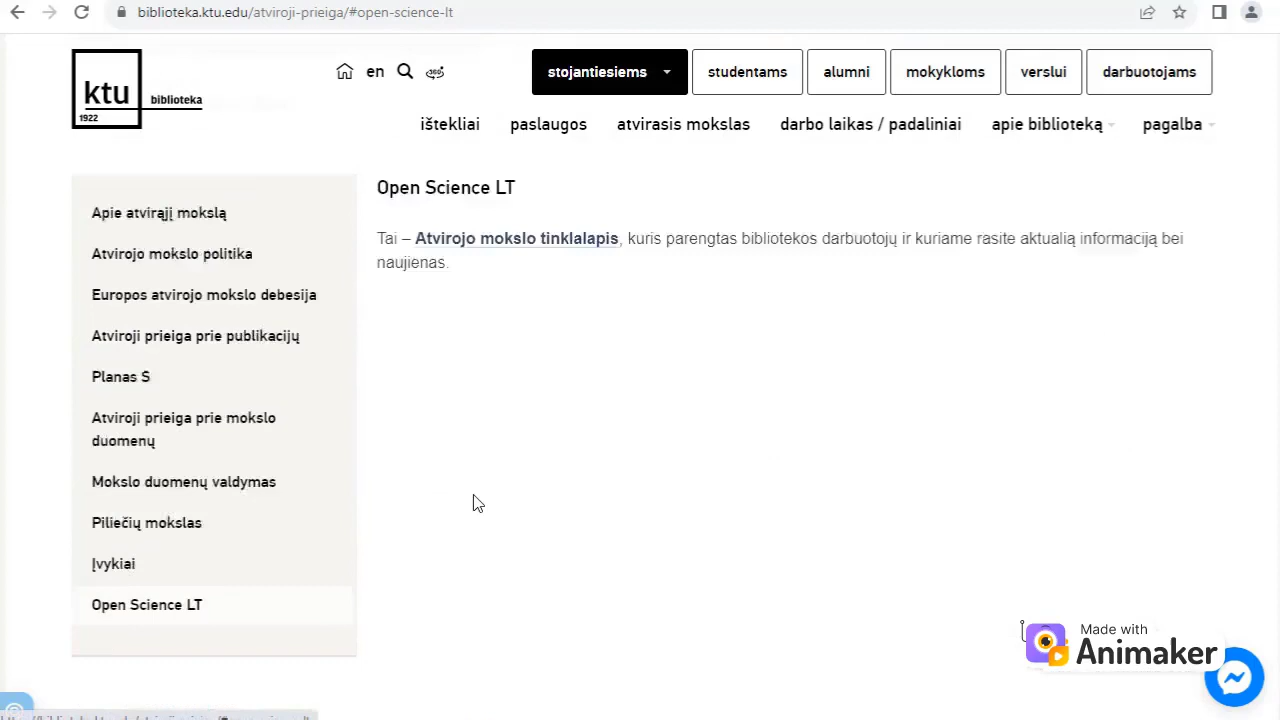 biblioteka.ktu.edu/atviroji-prieiga/#open-science-lt
ktu
biblioteka
1922
en
360
stojantiesiems
studentams
alumni
mokykloms
verslui
darbuotojams
ištekliai
paslaugos
atvirasis mokslas
darbo laikas / padaliniai
apie biblioteką
pagalba
Apie atvirąjį mokslą
Atvirojo mokslo politika
Europos atvirojo mokslo debesija
Atviroji prieiga prie publikacijų
Planas S
Atviroji prieiga prie mokslo
duomenų
Mokslo duomenų valdymas
Piliečių mokslas
Įvykiai
Open Science LT
Open Science LT
Tai – Atvirojo mokslo tinklalapis, kuris parengtas bibliotekos darbuotojų ir kuriame rasite aktualią informaciją bei
naujienas.
Made with
Animaker